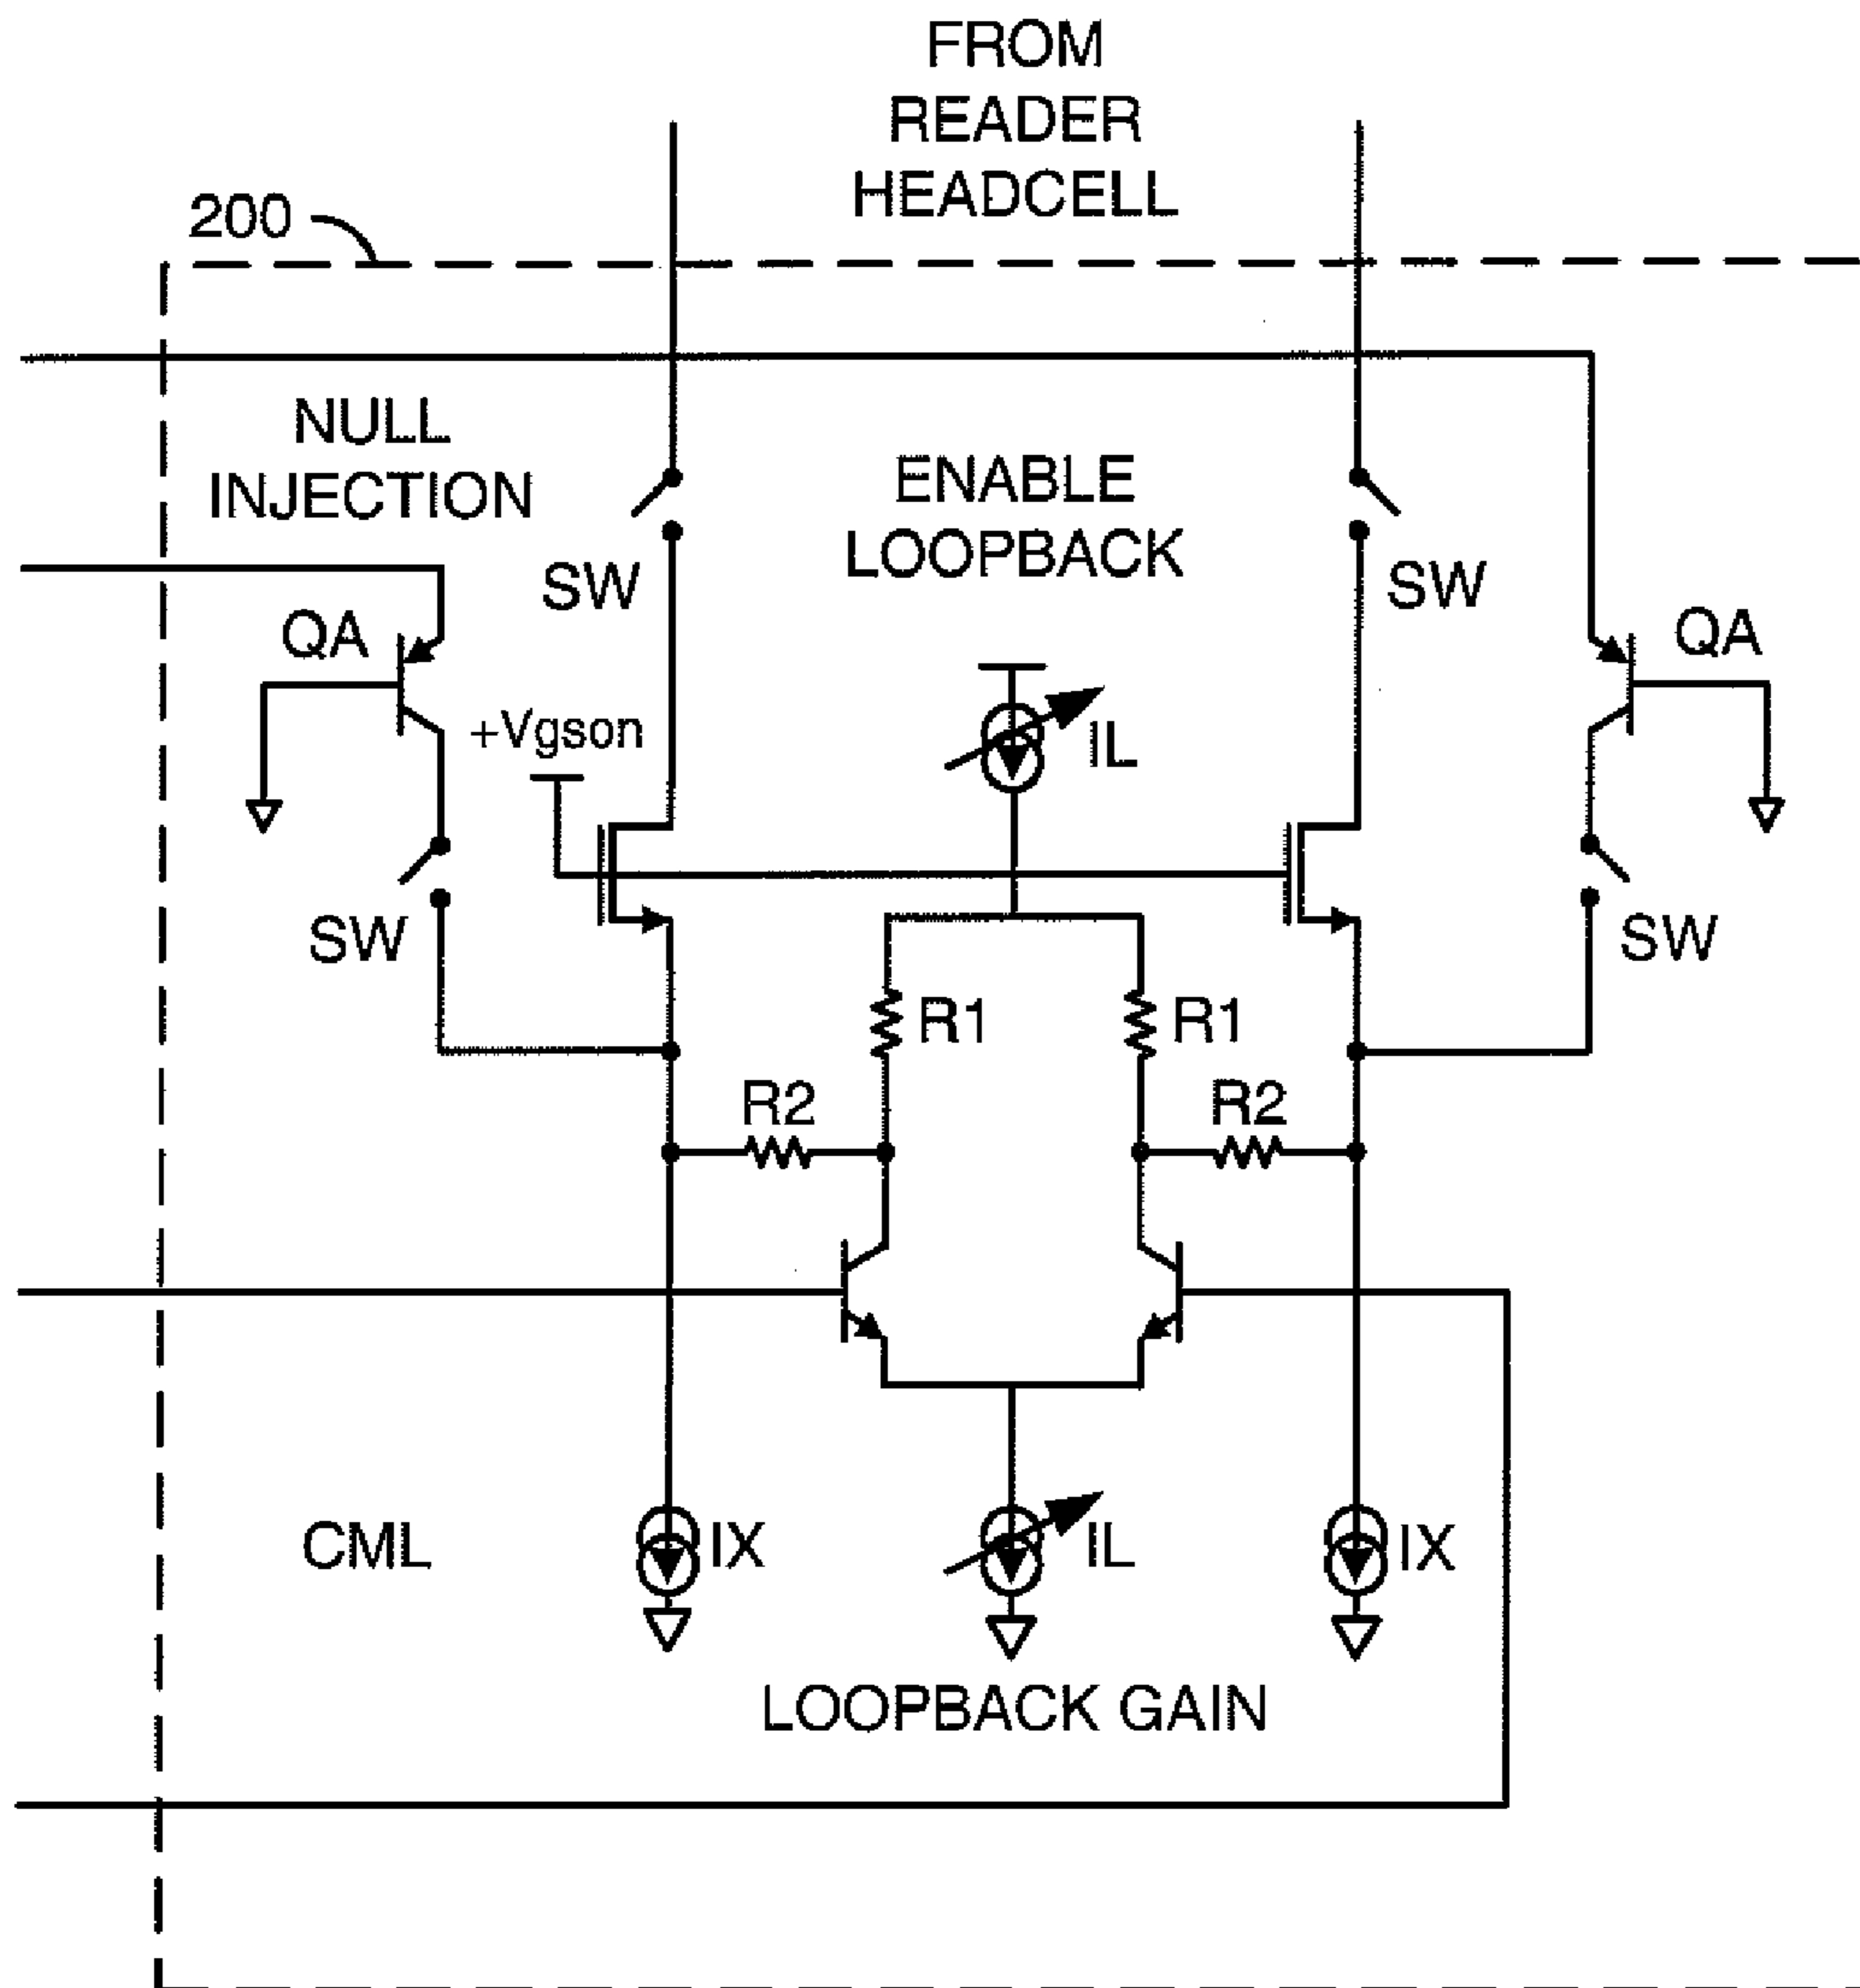 FROM
READER
HEADCELL
200
NULL
INJECTION
ENABLE
LOOPBACK
SW
SW
QA
QA
+Vgson
IL
SW
SW
R1
R1
R2
R2
CML
IX
IL
IX
LOOPBACK GAIN